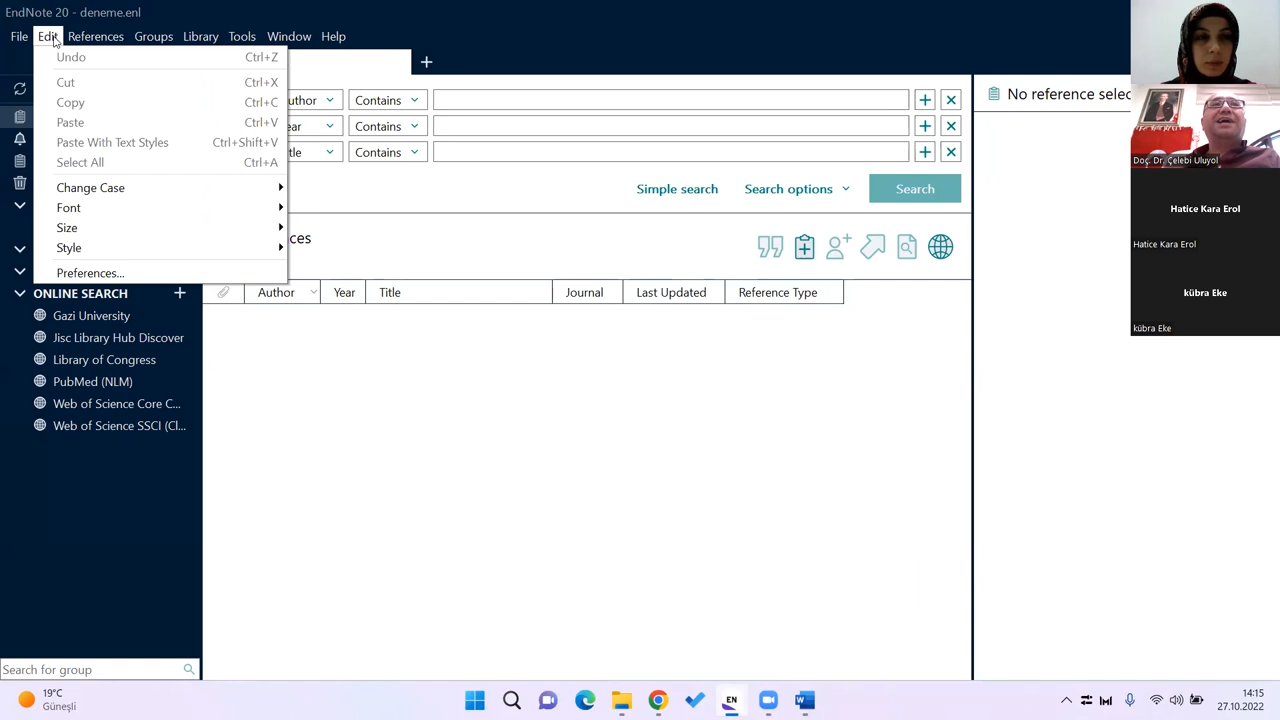 EndNote 20 - deneme.enl
File Edit References Groups Library Tools Window Help
Undo Ctrl+Z
Cut Ctrl+X
Copy Ctrl+C
Paste Ctrl+V
Paste With Text Styles Ctrl+Shift+V
Select All Ctrl+A
Change Case
Font
Size
Style
Preferences...
Contains
Contains
Contains
Simple search Search options Search
Author Year Title Journal Last Updated Reference Type
No reference selec
ONLINE SEARCH
Gazi University
Jisc Library Hub Discover
Library of Congress
PubMed (NLM)
Web of Science Core C...
Web of Science SSCI (Cl...
Search for group
Doç. Dr. Çelebi Uluyol
Hatice Kara Erol
Hatice Kara Erol
kübra Eke
kübra Eke
19°C
Güneşli
EN
14:15
27.10.2022